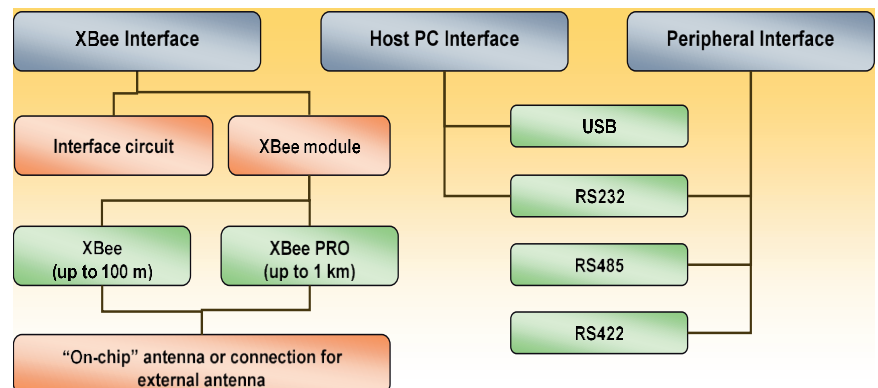 XBee Interface
Host PC Interface
Peripheral Interface
Interface circuit
XBee module
USB
RS232
XBee
(up to 100 m)
XBee PRO
(up to 1 km)
RS485
RS422
“On-chip” antenna or connection for
external antenna